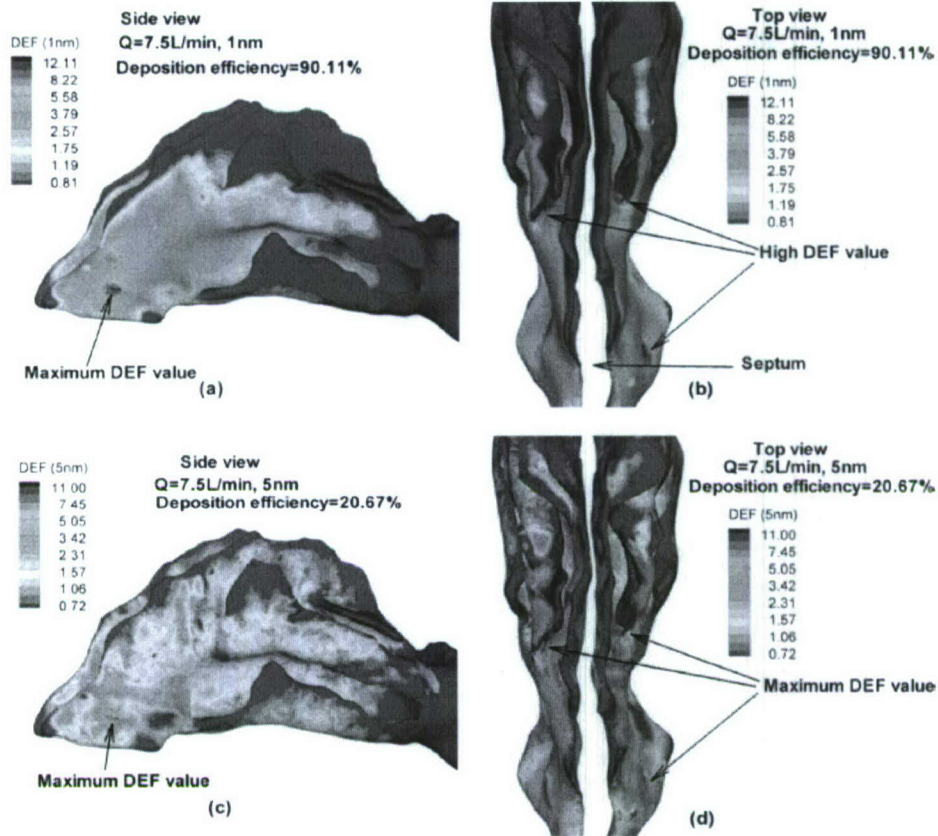 Side view
Q=7.5L/min, 1nm
Deposition efficiency=90.11%
DEF (1nm)
12.11
8.22
5.58
3.79
2.57
1.75
1.19
0.81
Maximum DEF value
(a)
Top view
Q=7.5L/min, 1nm
Deposition efficiency=90.11%
DEF (1nm)
12.11
8.22
5.58
3.79
2.57
1.75
1.19
0.81
High DEF value
Septum
(b)
Side view
Q=7.5L/min, 5nm
Deposition efficiency=20.67%
DEF (5nm)
11.00
7.45
5.05
3.42
2.31
1.57
1.06
0.72
Maximum DEF value
(c)
Top view
Q=7.5L/min, 5nm
Deposition efficiency=20.67%
DEF (5nm)
11.00
7.45
5.05
3.42
2.31
1.57
1.06
0.72
Maximum DEF value
(d)